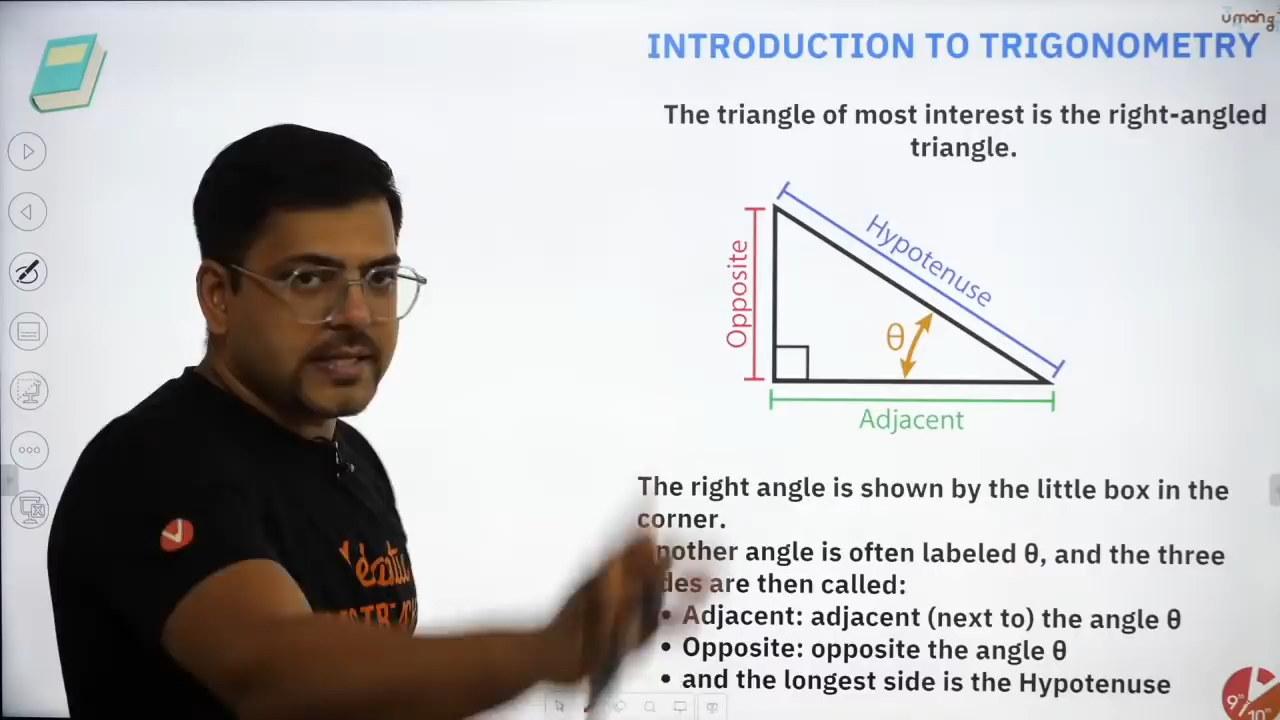 umang
INTRODUCTION TO TRIGONOMETRY
The triangle of most interest is the right-angled
triangle.
Hypotenuse
Opposite
θ
Adjacent
The right angle is shown by the little box in the
corner.
nother angle is often labeled θ, and the three
des are then called:
• Adjacent: adjacent (next to) the angle θ
• Opposite: opposite the angle θ
• and the longest side is the Hypotenuse
9th
10th